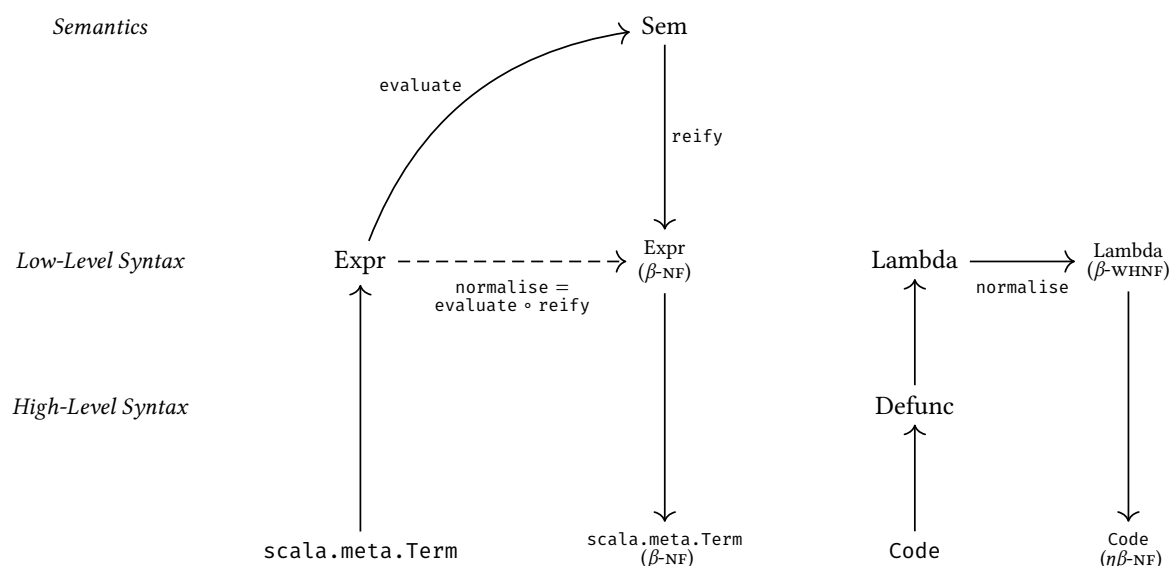 Semantics
Sem
evaluate
reify
Low-Level Syntax
Expr
Expr
(β-NF)
normalise =
evaluate ∘ reify
Lambda
normalise
Lambda
(β-WHNF)
High-Level Syntax
Defunc
scala.meta.Term
scala.meta.Term
(β-NF)
Code
Code
(ηβ-NF)